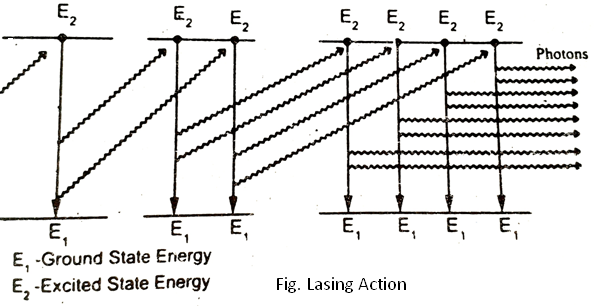 E2 E2 E2 E2 E2 E2 E2
Photons
E1 E1 E1 E1 E1 E1 E1
E1 -Ground State Energy
E2 -Excited State Energy
Fig. Lasing Action